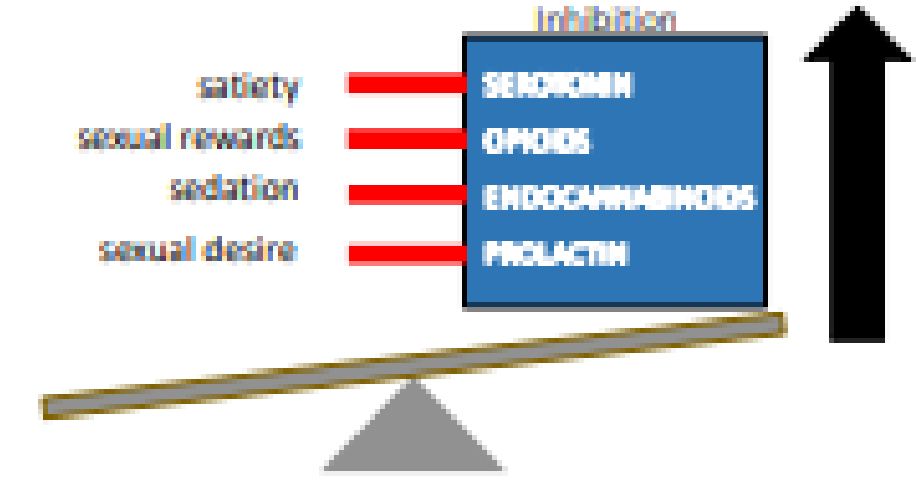 Inhibition
satiety
SEROTONIN
sexual rewards
OPIOIDS
sedation
ENDOCANNABINOIDS
sexual desire
PROLACTIN